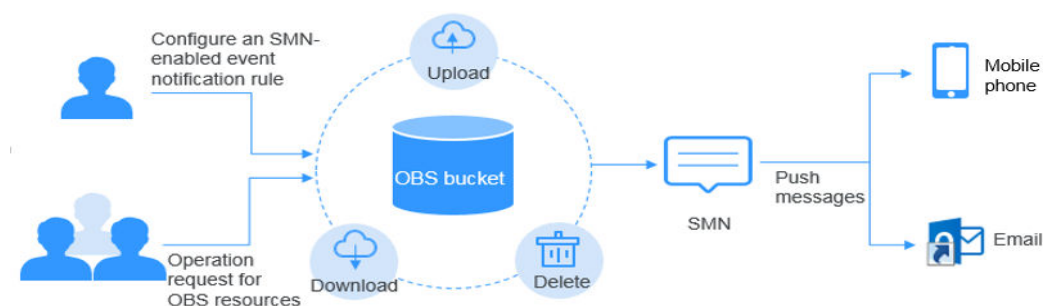 Configure an SMN-
enabled event
notification rule
Upload
OBS bucket
Download
Delete
Operation
request for
OBS resources
SMN
Push
messages
Mobile
phone
Email